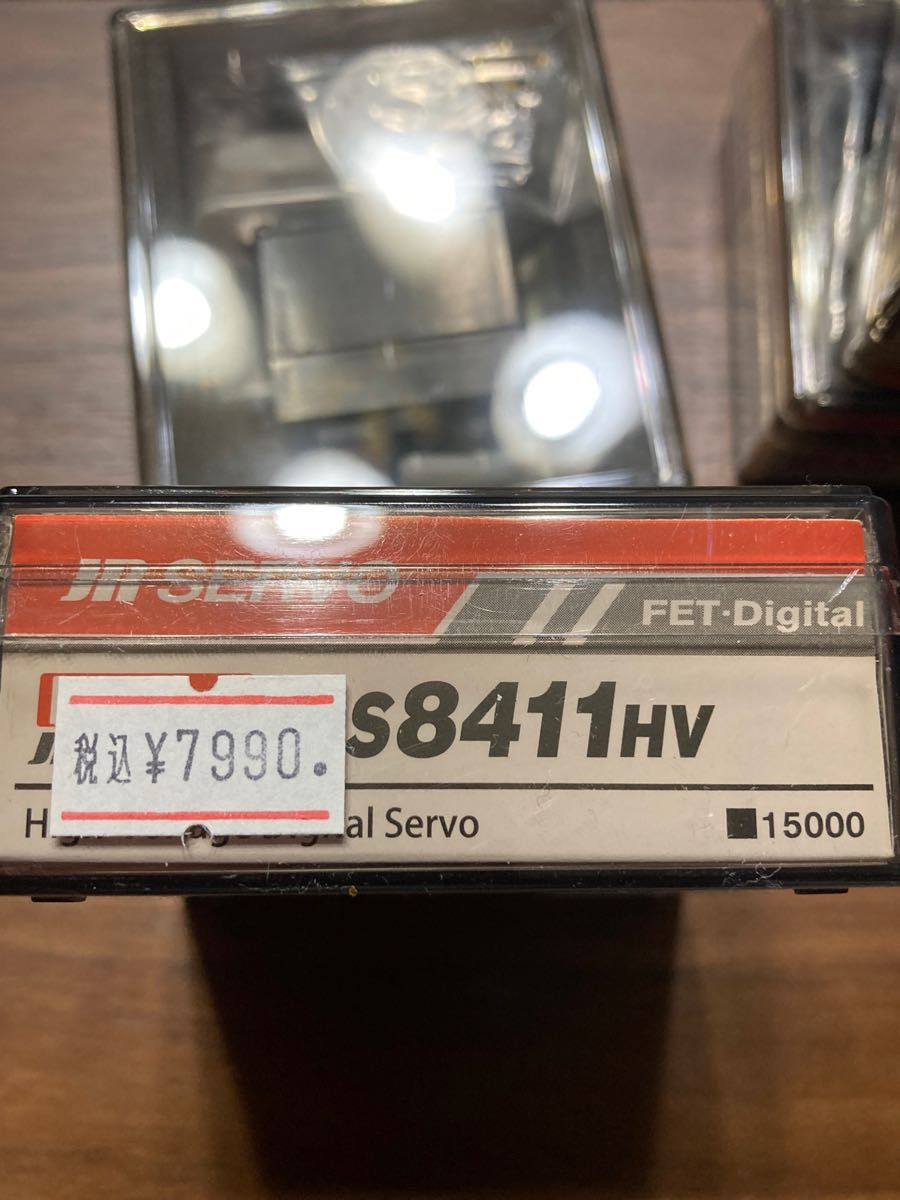 JR SERVO
FET·Digital
S8411HV
税込¥7990.
al Servo
■15000